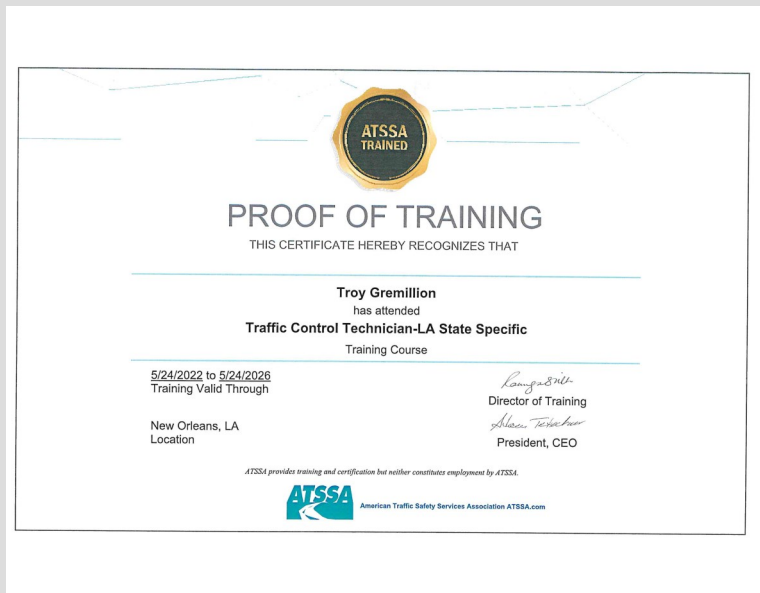 ATSSA
TRAINED
PROOF OF TRAINING
THIS CERTIFICATE HEREBY RECOGNIZES THAT
Troy Gremillion
has attended
Traffic Control Technician-LA State Specific
Training Course
5/24/2022 to 5/24/2026
Training Valid Through
Director of Training
New Orleans, LA
Location
President, CEO
ATSSA provides training and certification but neither constitutes employment by ATSSA.
ATSSA
American Traffic Safety Services Association ATSSA.com